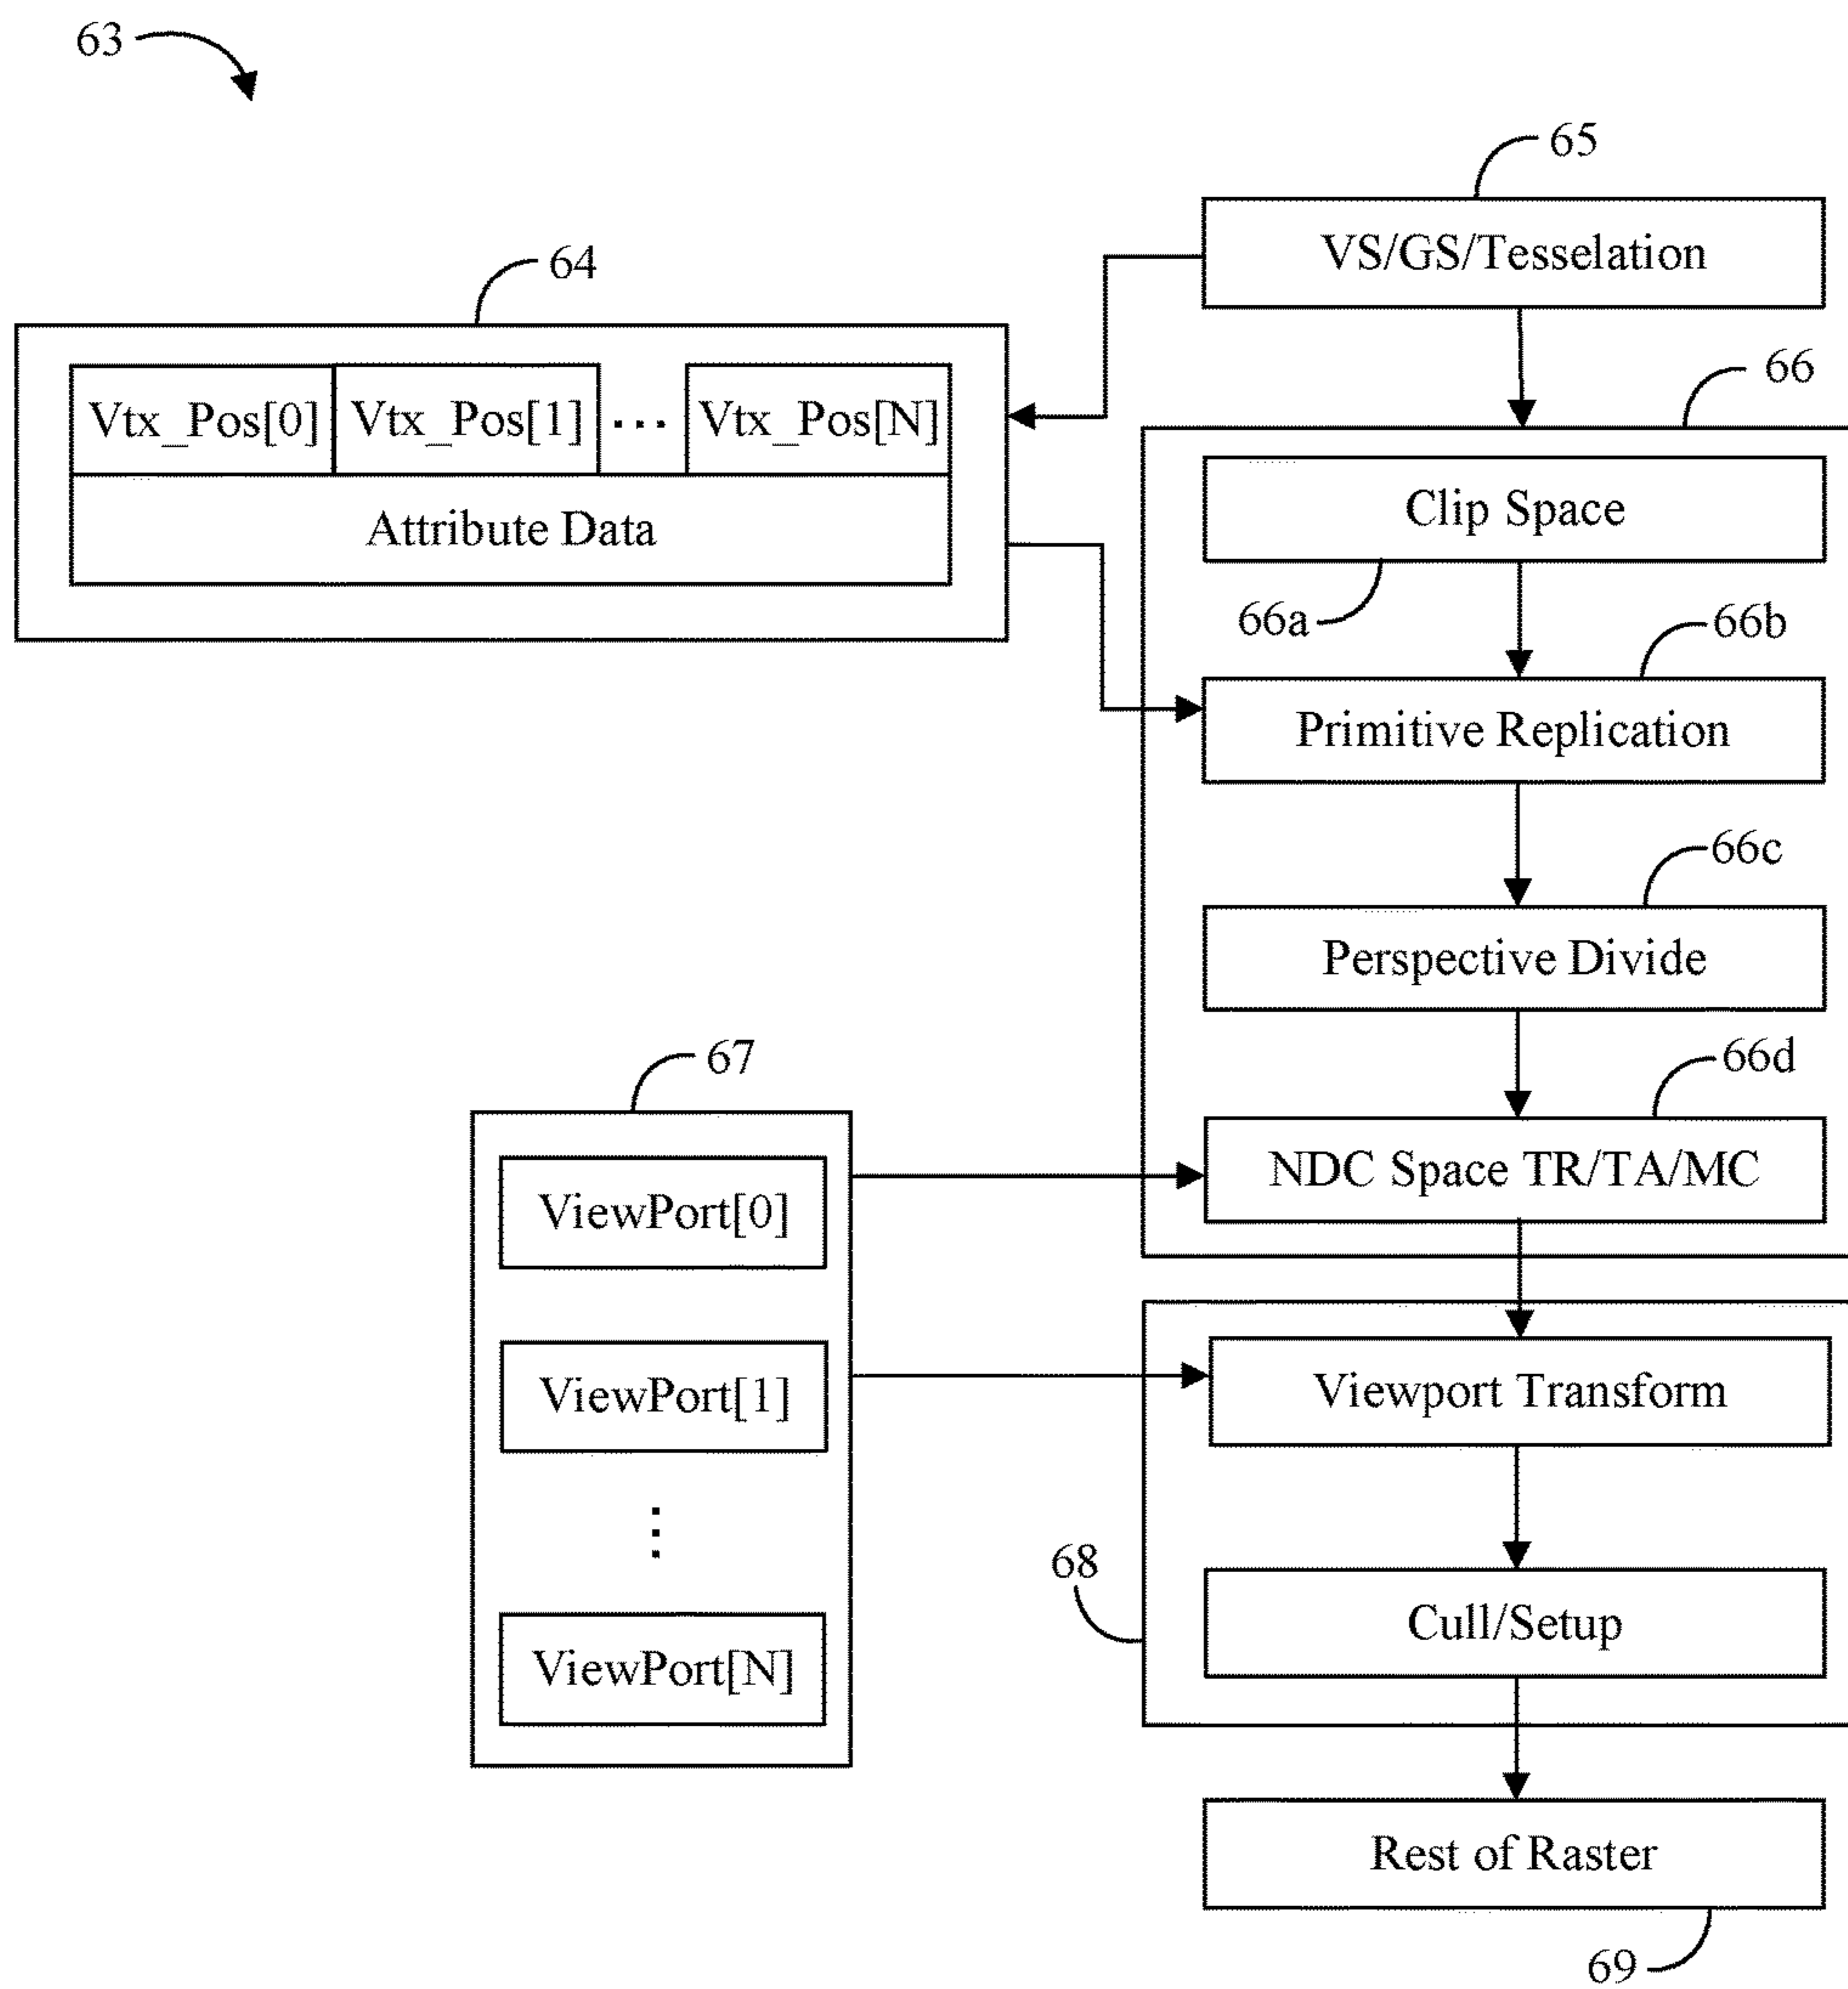 63
65
VS/GS/Tesselation
64
66
Vtx_Pos[0] Vtx_Pos[1] ... Vtx_Pos[N]
Attribute Data
Clip Space
66a
66b
Primitive Replication
66c
Perspective Divide
67
66d
NDC Space TR/TA/MC
ViewPort[0]
Viewport Transform
ViewPort[1]
⋮
68
Cull/Setup
ViewPort[N]
Rest of Raster
69